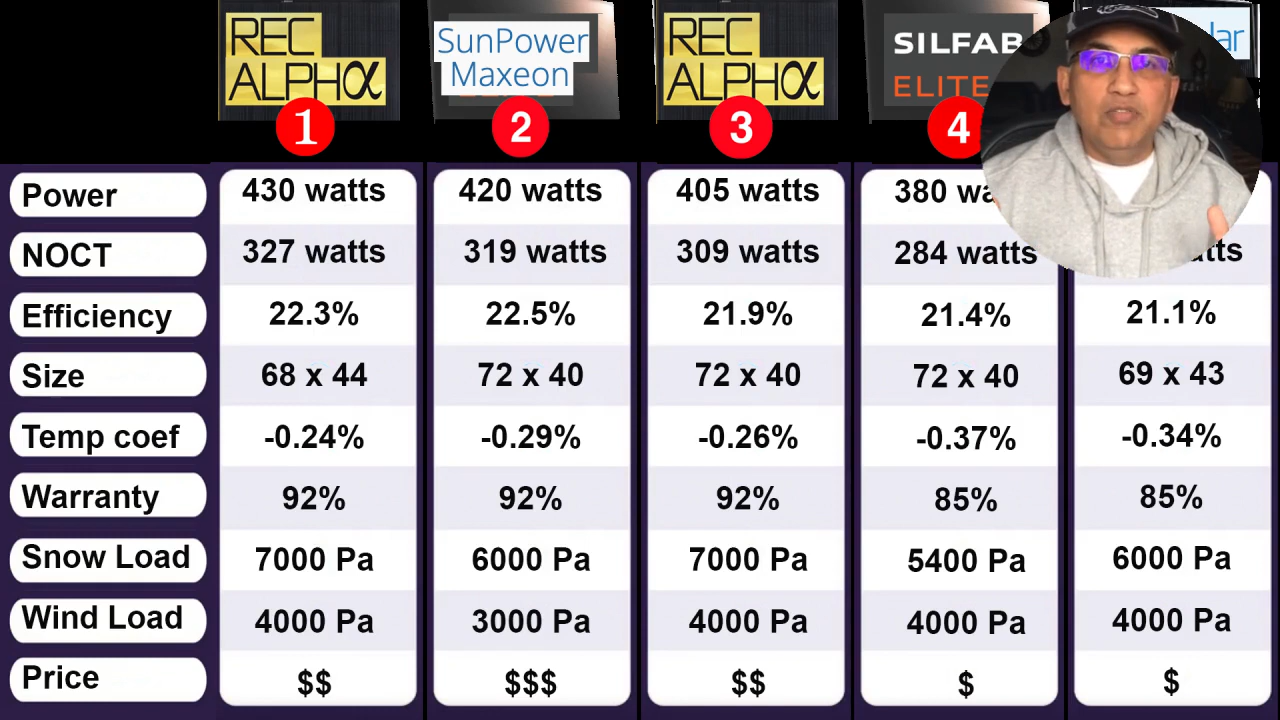 REC
ALPHα
1
SunPower
Maxeon
2
REC
ALPHα
3
SILFAB
ELITE
4
Power 430 watts 420 watts 405 watts 380
NOCT 327 watts 319 watts 309 watts 284 watts
Efficiency 22.3% 22.5% 21.9% 21.4% 21.1%
Size 68 x 44 72 x 40 72 x 40 72 x 40 69 x 43
Temp coef -0.24% -0.29% -0.26% -0.37% -0.34%
Warranty 92% 92% 92% 85% 85%
Snow Load 7000 Pa 6000 Pa 7000 Pa 5400 Pa 6000 Pa
Wind Load 4000 Pa 3000 Pa 4000 Pa 4000 Pa 4000 Pa
Price $$ $$$ $$ $ $